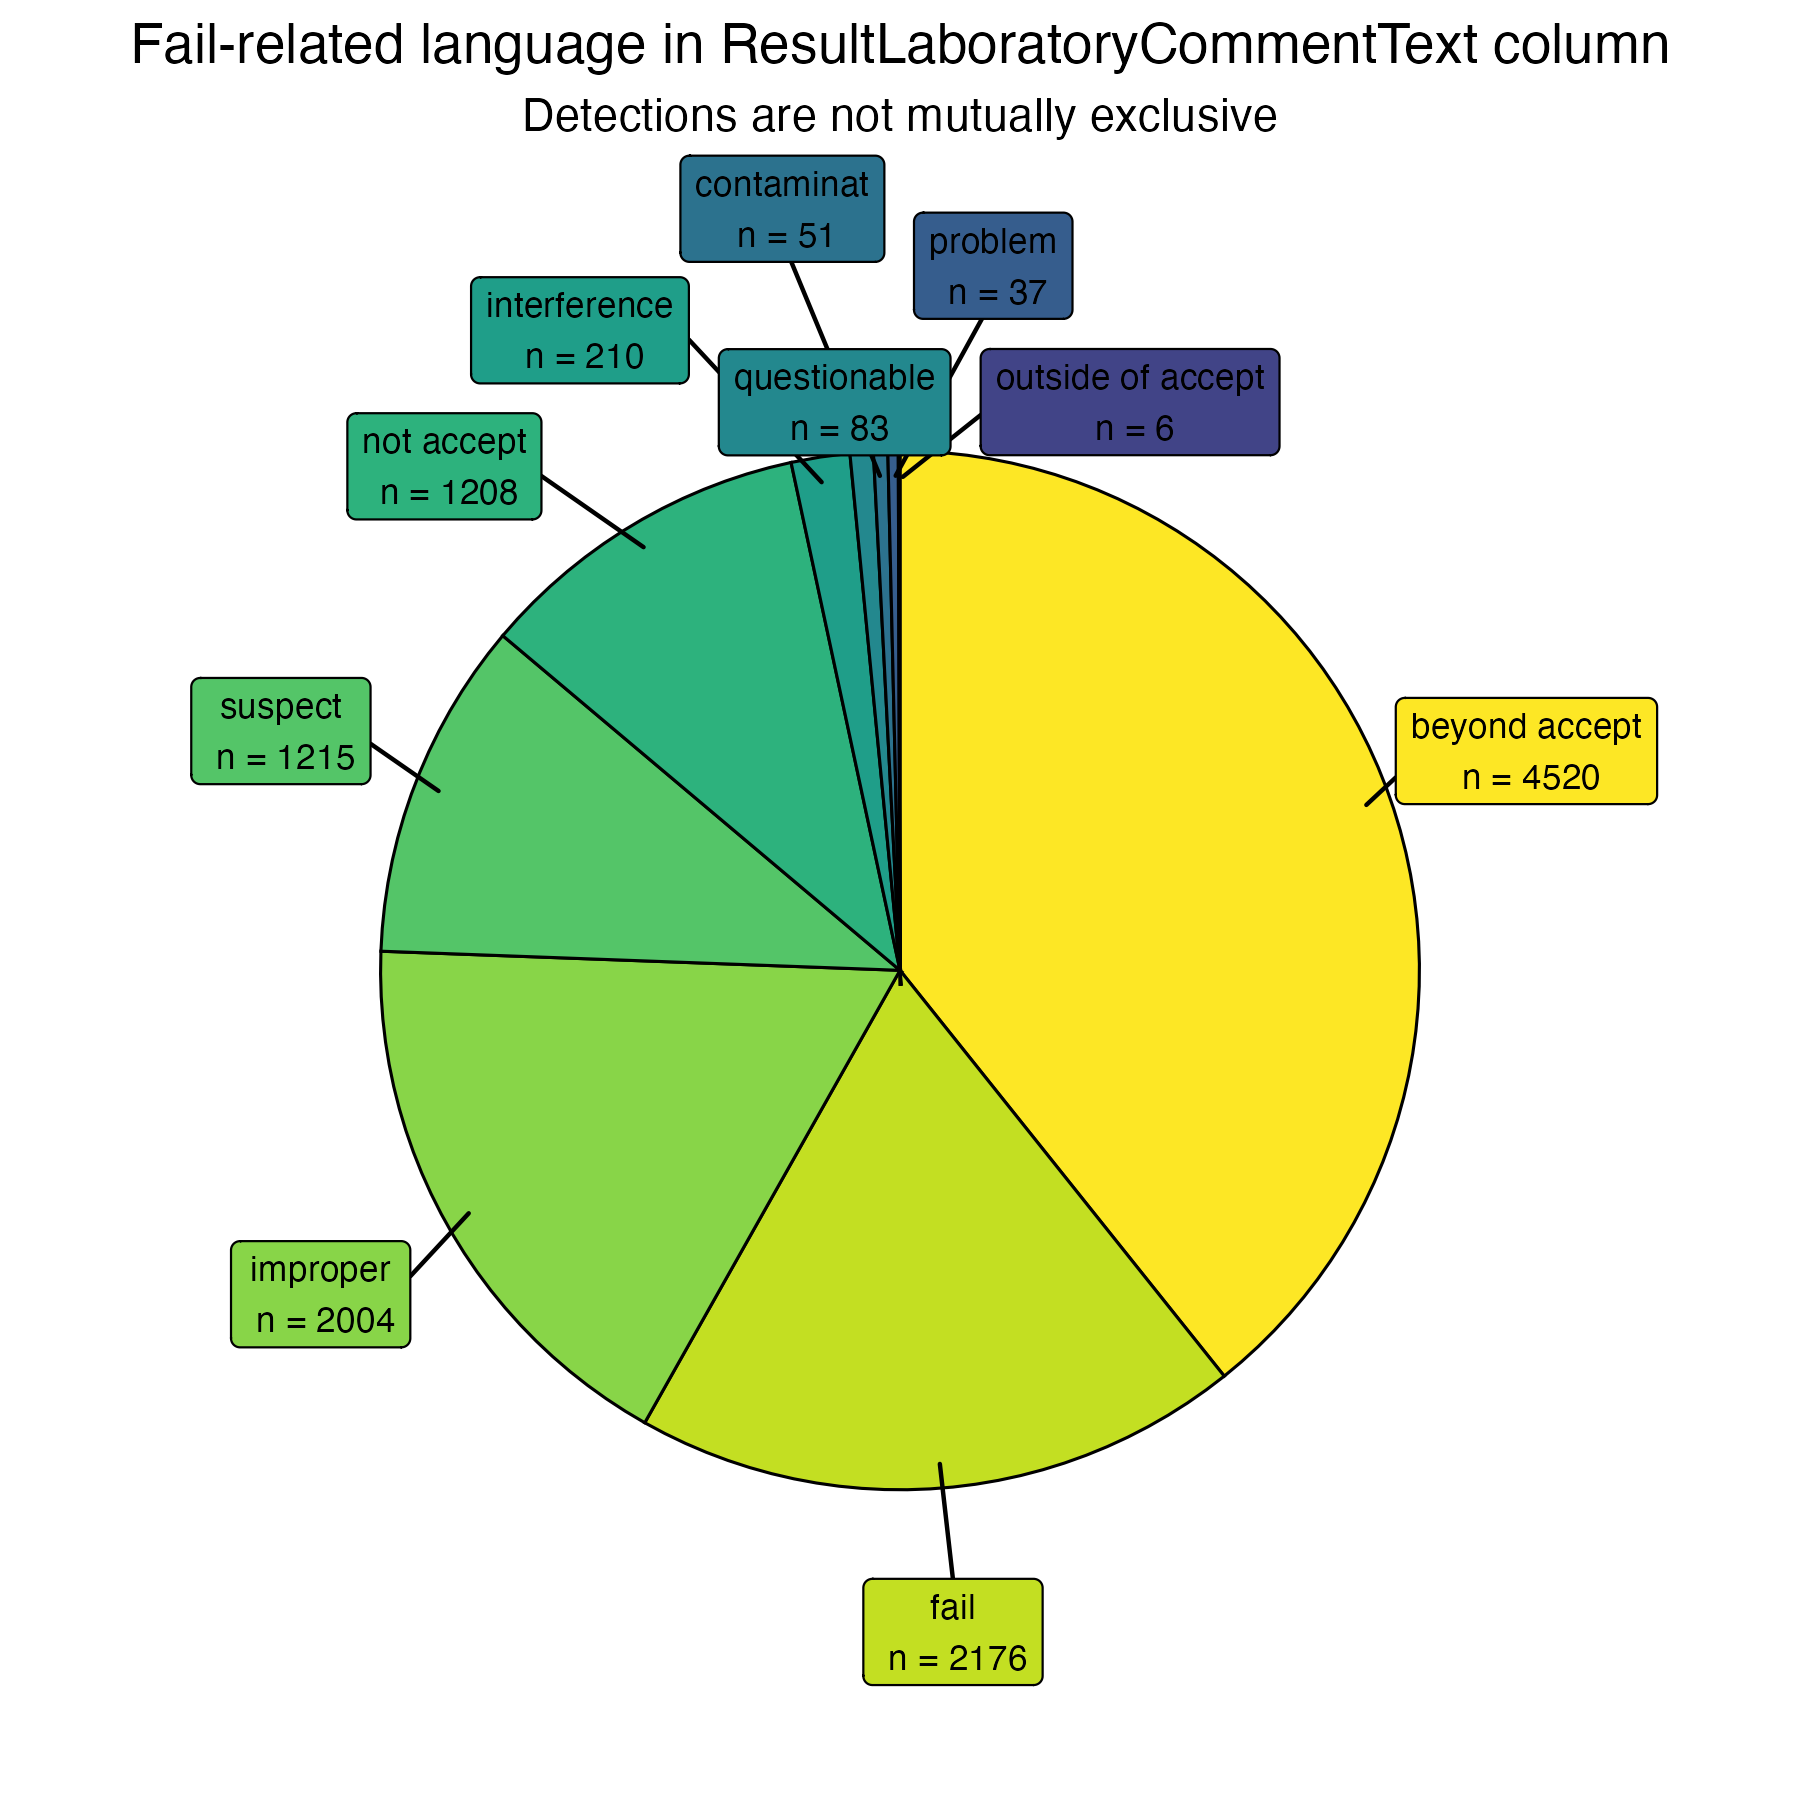 Fail-related language in ResultLaboratoryCommentText column
Detections are not mutually exclusive
contaminat
n = 51
problem
n = 37
interference
n = 210
questionable
n = 83
outside of accept
n = 6
not accept
n = 1208
suspect
n = 1215
beyond accept
n = 4520
improper
n = 2004
fail
n = 2176